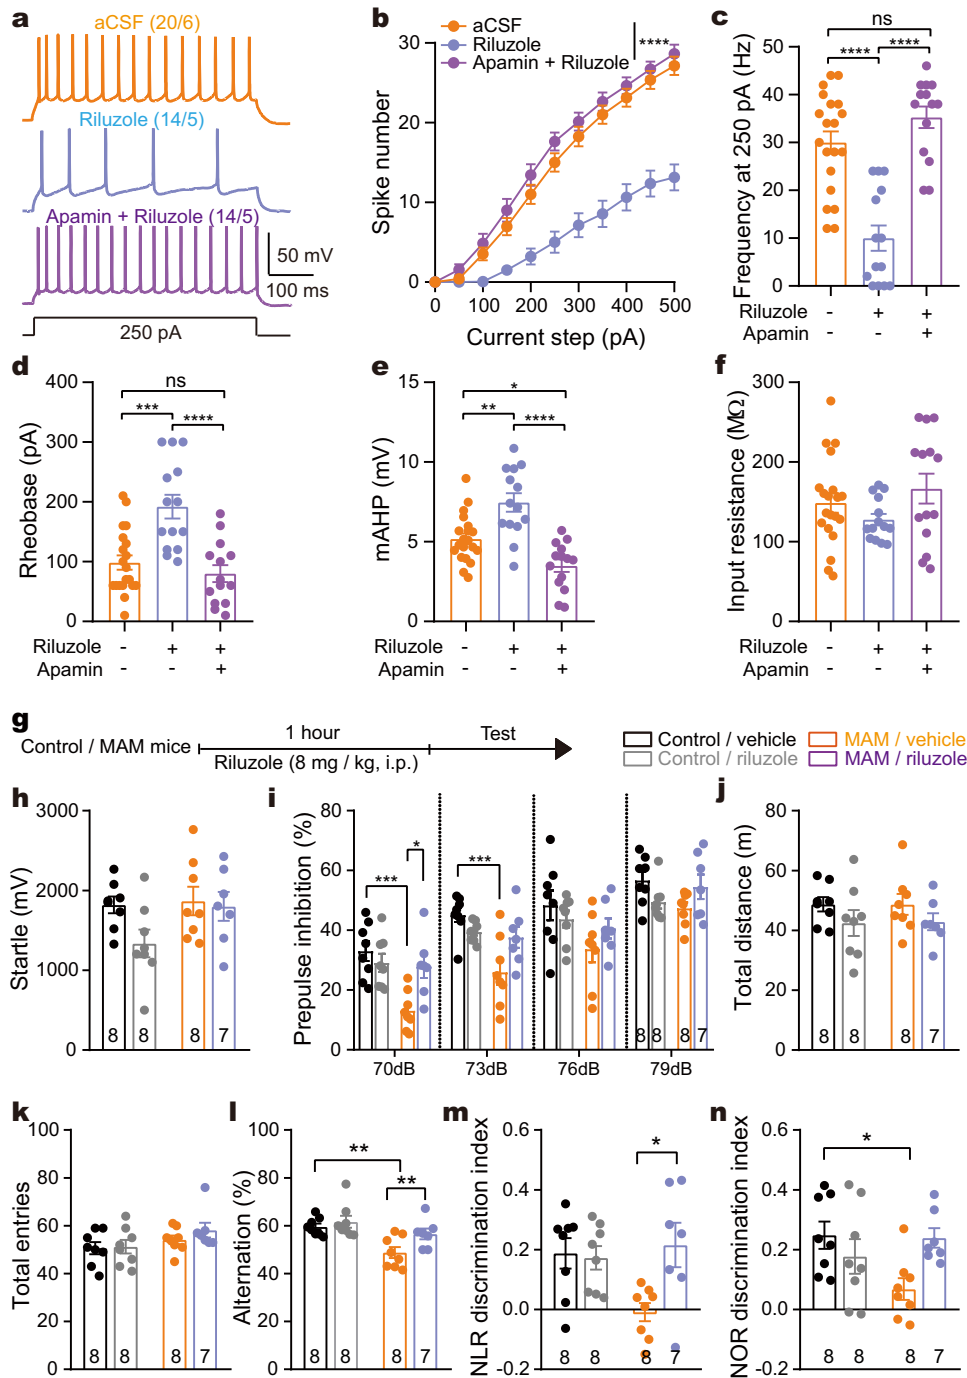 a
aCSF (20/6)
Riluzole (14/5)
Apamin + Riluzole (14/5)
50 mV
100 ms
250 pA
b
aCSF
Riluzole
Apamin + Riluzole
****
Spike number
30
20
10
0
0 100 200 300 400 500
Current step (pA)
c
ns
**** ****
Frequency at 250 pA (Hz)
50
40
30
20
10
0
Riluzole - + +
Apamin - - +
d
ns
*** ****
Rheobase (pA)
400
300
200
100
0
Riluzole - + +
Apamin - - +
e
*
** ****
mAHP (mV)
15
10
5
0
- + +
- - +
f
Input resistance (MΩ)
300
200
100
0
Riluzole - + +
Apamin - - +
g
Control / MAM mice
1 hour
Test
Riluzole (8 mg / kg, i.p.)
Control / vehicle
MAM / vehicle
Control / riluzole
MAM / riluzole
h
Startle (mV)
3000
2000
1000
0
8 8 8 7
i
Prepulse inhibition (%)
80
60
40
20
0
*** * ***
8 8 8 7
70dB 73dB 76dB 79dB
j
Total distance (m)
80
60
40
20
0
8 8 8 7
k
Total entries
100
80
60
40
20
0
8 8 8 7
l
Alternation (%)
100
80
60
40
20
0
**
**
8 8 8 7
m
NLR discrimination index
0.6
0.4
0.2
0.0
-0.2
*
8 8 8 7
n
NOR discrimination index
0.6
0.4
0.2
0.0
-0.2
*
8 8 8 7